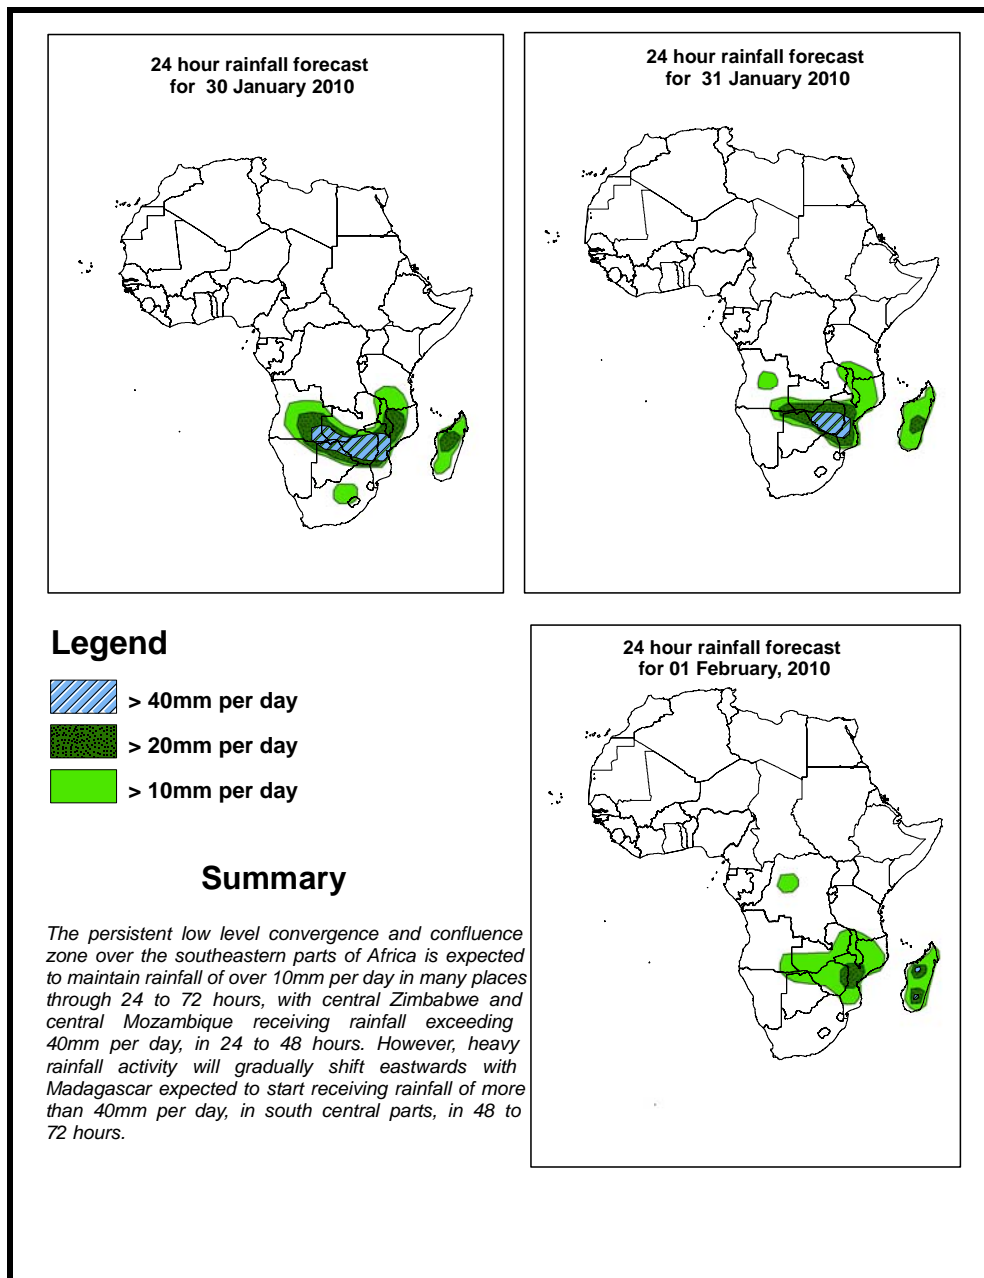 24 hour rainfall forecast
for 30 January 2010
24 hour rainfall forecast
for 31 January 2010
Legend
> 40mm per day
> 20mm per day
> 10mm per day
24 hour rainfall forecast
for 01 February, 2010
Summary
The persistent low level convergence and confluence
zone over the southeastern parts of Africa is expected
to maintain rainfall of over 10mm per day in many places
through 24 to 72 hours, with central Zimbabwe and
central Mozambique receiving rainfall exceeding
40mm per day, in 24 to 48 hours. However, heavy
rainfall activity will gradually shift eastwards with
Madagascar expected to start receiving rainfall of more
than 40mm per day, in south central parts, in 48 to
72 hours.